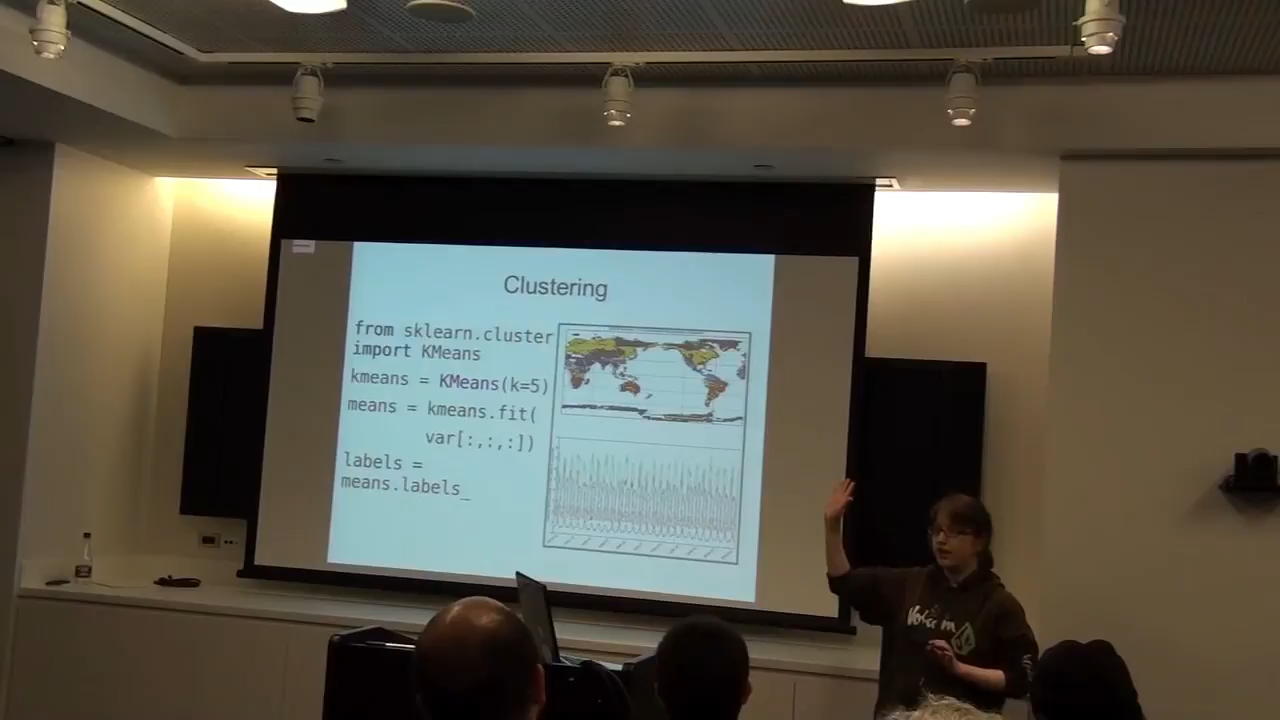 Clustering
from sklearn.cluster
import KMeans
kmeans = KMeans(k=5)
means = kmeans.fit(
var[:,:,:])
labels =
means.labels_